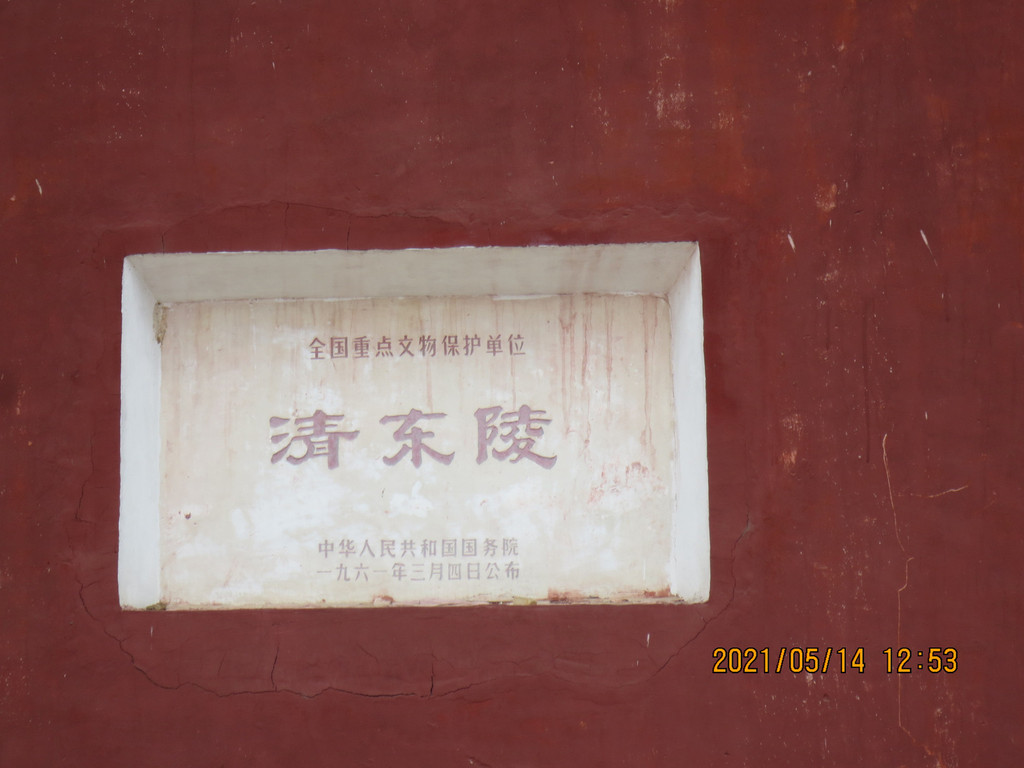 全国重点文物保护单位
清东陵
中华人民共和国国务院
一九六一年三月四日公布
2021/05/14 12:53